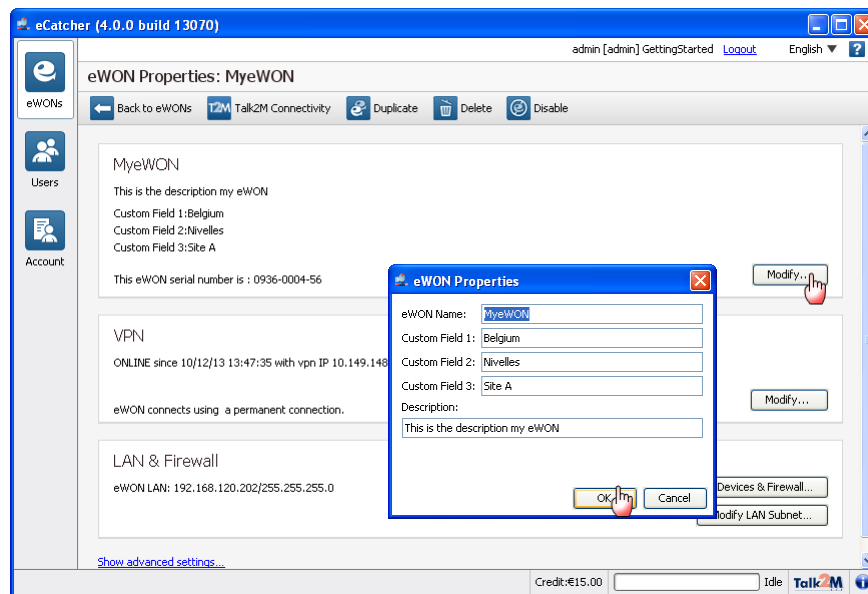 eCatcher (4.0.0 build 13070)
admin [admin] GettingStarted Logout English
eWONs
Users
Account
eWON Properties: MyeWON
Back to eWONs T2M Talk2M Connectivity Duplicate Delete Disable
MyeWON
This is the description my eWON
Custom Field 1:Belgium
Custom Field 2:Nivelles
Custom Field 3:Site A
This eWON serial number is : 0936-0004-56
Modify...
VPN
ONLINE since 10/12/13 13:47:35 with vpn IP 10.149.148
eWON connects using a permanent connection.
Modify...
LAN & Firewall
eWON LAN: 192.168.120.202/255.255.255.0
Devices & Firewall...
Modify LAN Subnet...
Show advanced settings...
eWON Properties
eWON Name: MyeWON
Custom Field 1: Belgium
Custom Field 2: Nivelles
Custom Field 3: Site A
Description:
This is the description my eWON
OK Cancel
Credit:€15.00 Idle Talk2M